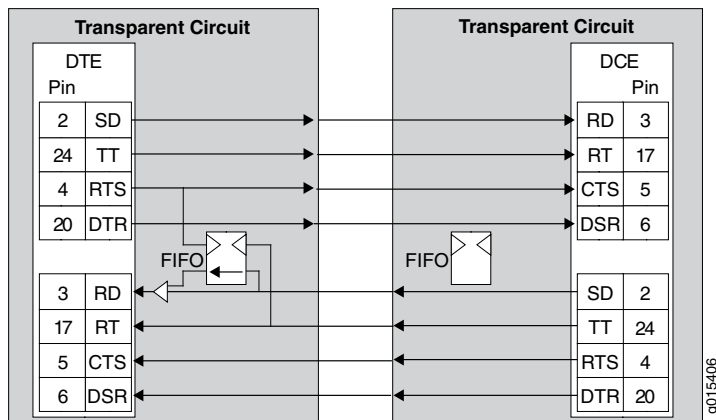 Transparent Circuit
DTE
Pin
2 SD
24 TT
4 RTS
20 DTR
FIFO
3 RD
17 RT
5 CTS
6 DSR
Transparent Circuit
DCE
Pin
RD 3
RT 17
CTS 5
DSR 6
FIFO
SD 2
TT 24
RTS 4
DTR 20
g015406